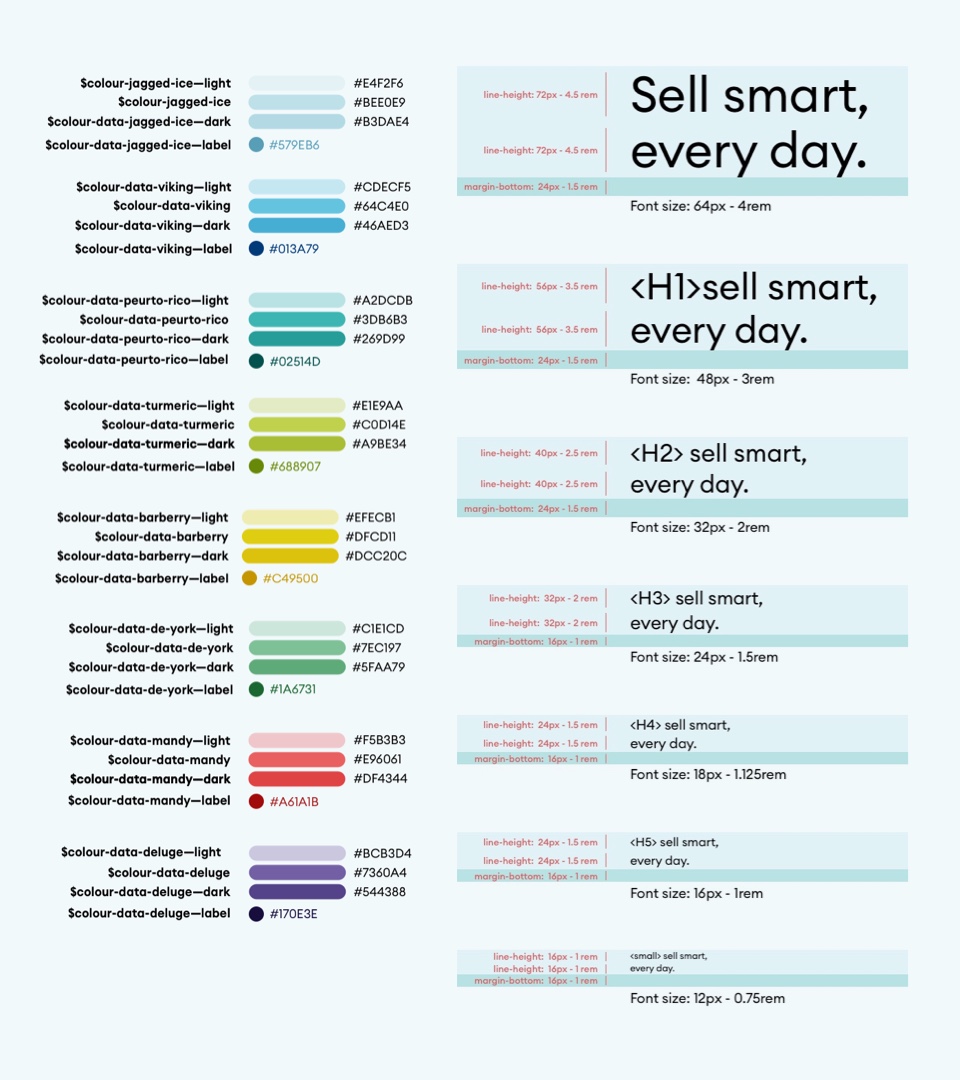 $colour-jagged-ice—light #E4F2F6
$colour-jagged-ice #BEE0E9
$colour-data-jagged-ice—dark #B3DAE4
$colour-data-jagged-ice—label #579EB6
$colour-data-viking—light #CDECF5
$colour-data-viking #64C4E0
$colour-data-viking—dark #46AED3
$colour-data-viking—label #013A79
$colour-data-peurto-rico—light #A2DCDB
$colour-data-peurto-rico #3DB6B3
$colour-data-peurto-rico—dark #269D99
$colour-data-peurto-rico—label #02514D
$colour-data-turmeric—light #E1E9AA
$colour-data-turmeric #C0D14E
$colour-data-turmeric—dark #A9BE34
$colour-data-turmeric—label #688907
$colour-data-barberry—light #EFECB1
$colour-data-barberry #DFCD11
$colour-data-barberry—dark #DCC20C
$colour-data-barberry—label #C49500
$colour-data-de-york—light #C1E1CD
$colour-data-de-york #7EC197
$colour-data-de-york—dark #5FAA79
$colour-data-de-york—label #1A6731
$colour-data-mandy—light #F5B3B3
$colour-data-mandy #E96061
$colour-data-mandy—dark #DF4344
$colour-data-mandy—label #A61A1B
$colour-data-deluge—light #BCB3D4
$colour-data-deluge #7360A4
$colour-data-deluge—dark #544388
$colour-data-deluge—label #170E3E
line-height: 72px - 4.5 rem Sell smart,
line-height: 72px - 4.5 rem every day.
margin-bottom: 24px - 1.5 rem
Font size: 64px - 4rem
line-height: 56px - 3.5 rem <H1>sell smart,
line-height: 56px - 3.5 rem every day.
margin-bottom: 24px - 1.5 rem
Font size: 48px - 3rem
line-height: 40px - 2.5 rem <H2> sell smart,
line-height: 40px - 2.5 rem every day.
margin-bottom: 24px - 1.5 rem
Font size: 32px - 2rem
line-height: 32px - 2 rem <H3> sell smart,
line-height: 32px - 2 rem every day.
margin-bottom: 16px - 1 rem
Font size: 24px - 1.5rem
line-height: 24px - 1.5 rem <H4> sell smart,
line-height: 24px - 1.5 rem every day.
margin-bottom: 16px - 1 rem
Font size: 18px - 1.125rem
line-height: 24px - 1.5 rem <H5> sell smart,
line-height: 24px - 1.5 rem every day.
margin-bottom: 16px - 1 rem
Font size: 16px - 1rem
line-height: 16px - 1 rem <small> sell smart,
line-height: 16px - 1 rem every day.
margin-bottom: 16px - 1 rem
Font size: 12px - 0.75rem